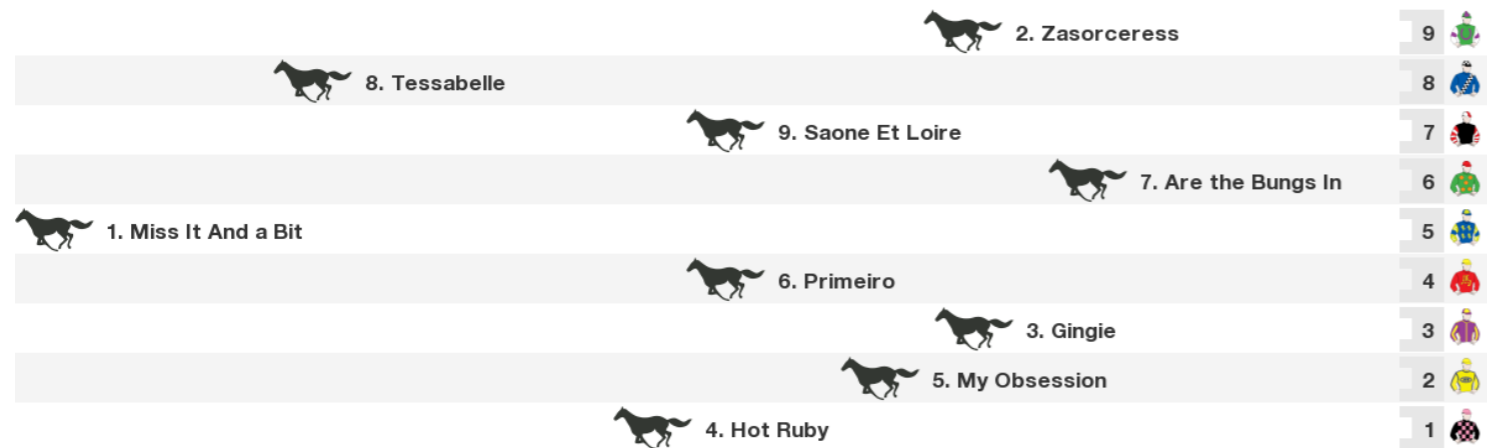 2. Zasorceress 9
8. Tessabelle 8
9. Saone Et Loire 7
7. Are the Bungs In 6
1. Miss It And a Bit 5
6. Primeiro 4
3. Gingie 3
5. My Obsession 2
4. Hot Ruby 1